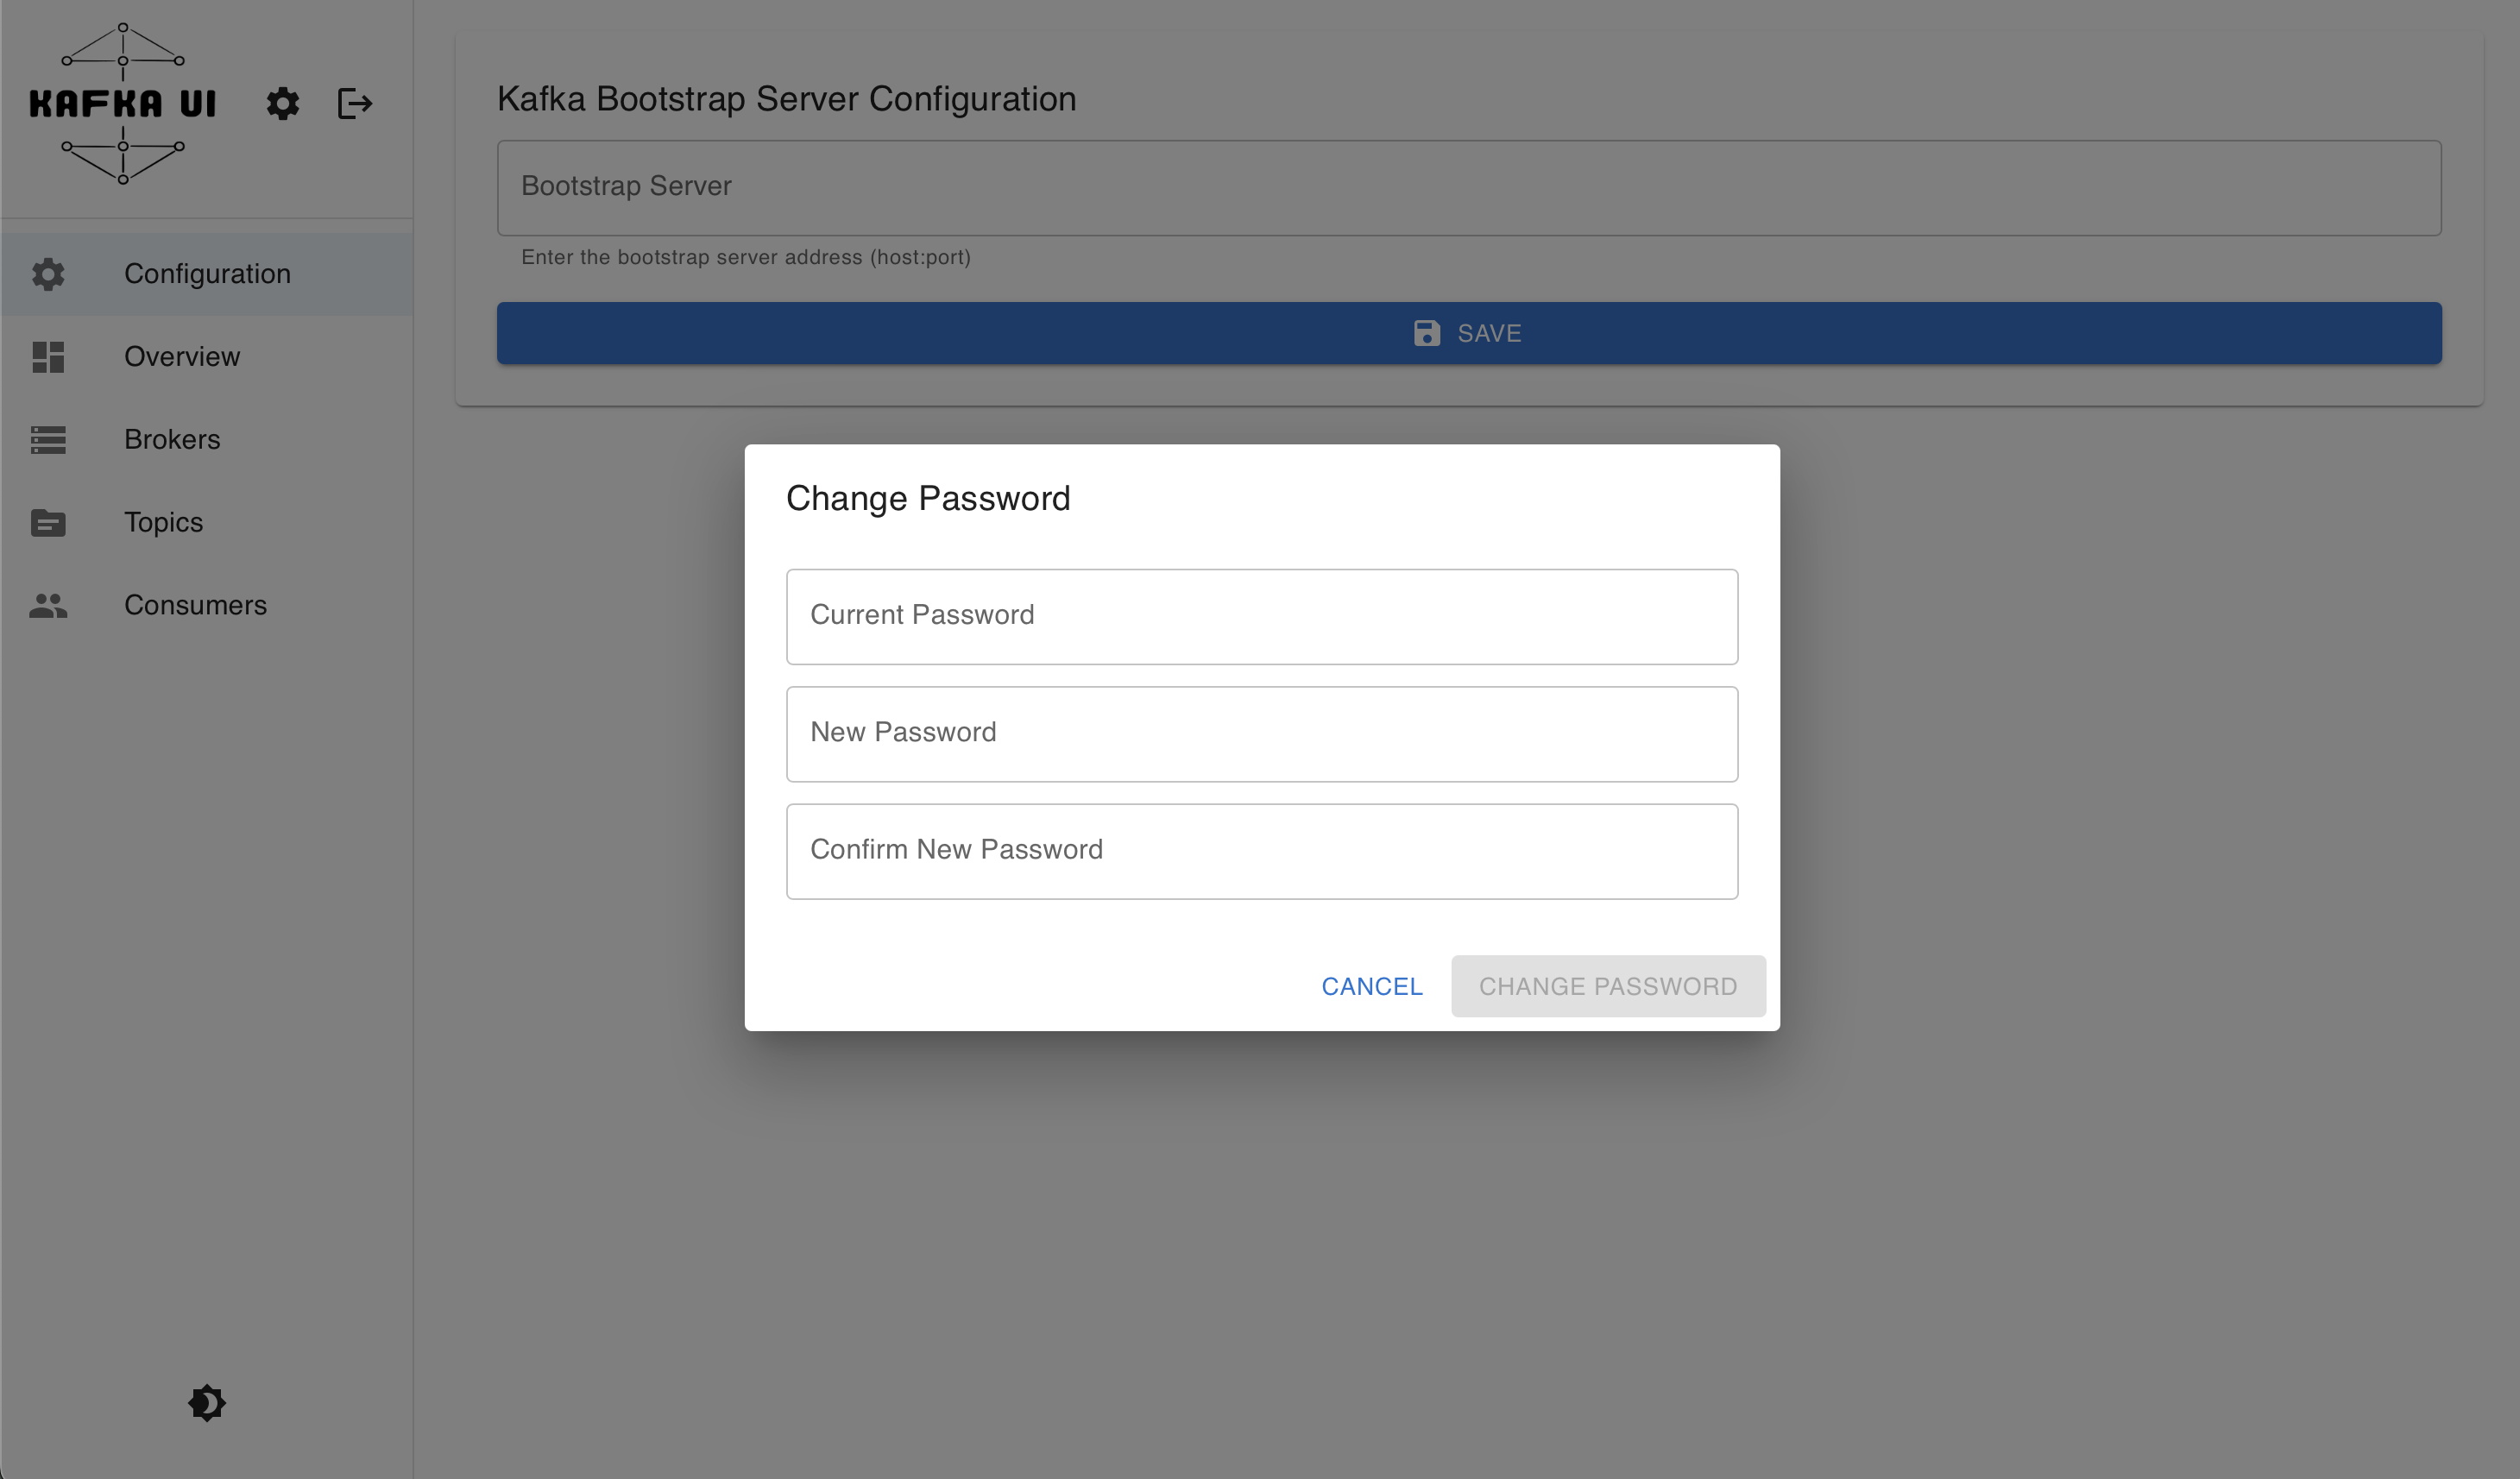 KAFKA UI
Configuration
Overview
Brokers
Topics
Consumers
Kafka Bootstrap Server Configuration
Bootstrap Server
Enter the bootstrap server address (host:port)
SAVE
Change Password
Current Password
New Password
Confirm New Password
CANCEL CHANGE PASSWORD